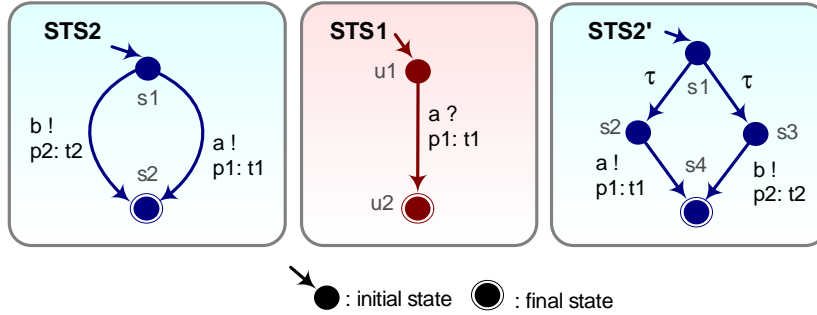 STS2
s1
b !
p2: t2
a !
p1: t1
s2
STS1
u1
a ?
p1: t1
u2
STS2'
τ
τ
s1
s2
s3
a !
p1: t1
s4
b !
p2: t2
: initial state
: final state